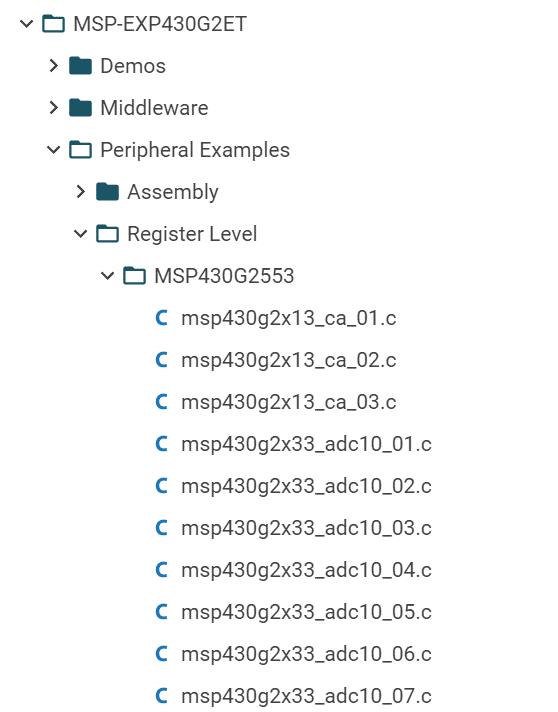 MSP-EXP430G2ET
Demos
Middleware
Peripheral Examples
Assembly
Register Level
MSP430G2553
C msp430g2x13_ca_01.c
C msp430g2x13_ca_02.c
C msp430g2x13_ca_03.c
C msp430g2x33_adc10_01.c
C msp430g2x33_adc10_02.c
C msp430g2x33_adc10_03.c
C msp430g2x33_adc10_04.c
C msp430g2x33_adc10_05.c
C msp430g2x33_adc10_06.c
C msp430g2x33_adc10_07.c